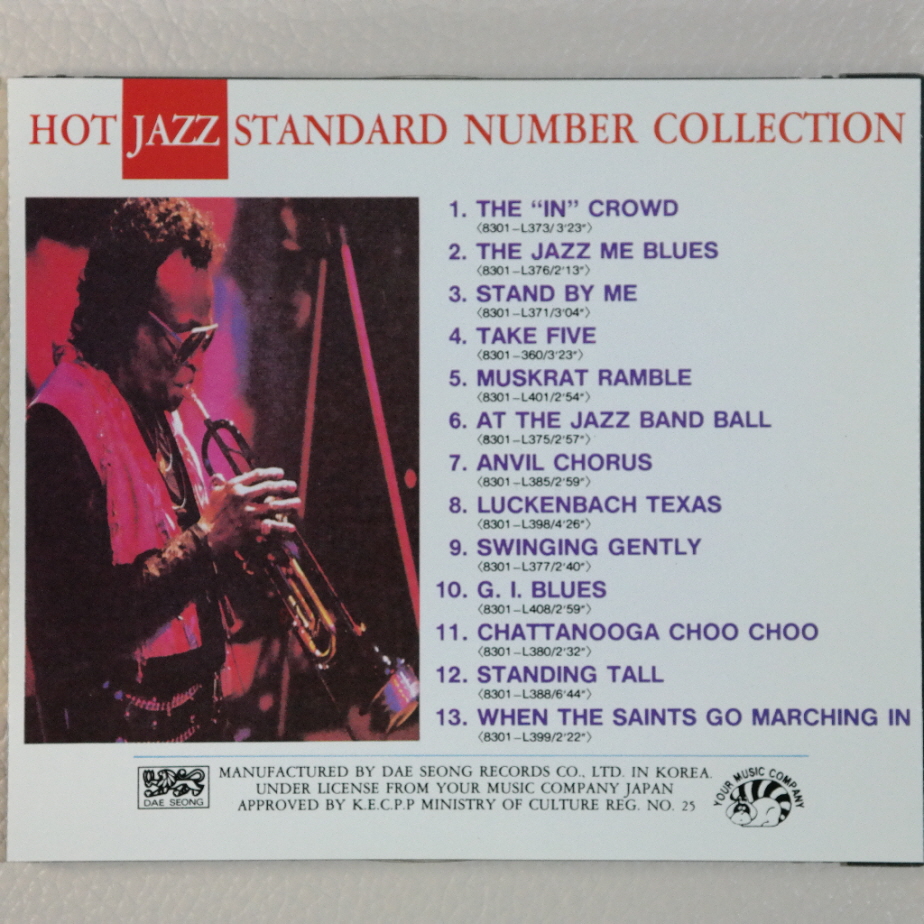 HOT JAZZ STANDARD NUMBER COLLECTION
1. THE “IN” CROWD
〈8301–L373/3'23"〉
2. THE JAZZ ME BLUES
〈8301–L376/2'13"〉
3. STAND BY ME
〈8301–L371/3'04"〉
4. TAKE FIVE
〈8301–360/3'23"〉
5. MUSKRAT RAMBLE
〈8301–L401/2'54"〉
6. AT THE JAZZ BAND BALL
〈8301–L375/2'57"〉
7. ANVIL CHORUS
〈8301–L385/2'59"〉
8. LUCKENBACH TEXAS
〈8301–L398/4'26"〉
9. SWINGING GENTLY
〈8301–L377/2'40"〉
10. G. I. BLUES
〈8301–L408/2'59"〉
11. CHATTANOOGA CHOO CHOO
〈8301–L380/2'32"〉
12. STANDING TALL
〈8301–L388/6'44"〉
13. WHEN THE SAINTS GO MARCHING IN
〈8301–L399/2'22"〉
DAE SEONG
MANUFACTURED BY DAE SEONG RECORDS CO., LTD. IN KOREA.
UNDER LICENSE FROM YOUR MUSIC COMPANY JAPAN
APPROVED BY K.E.C.P.P MINISTRY OF CULTURE REG. NO. 25
YOUR MUSIC COMPANY